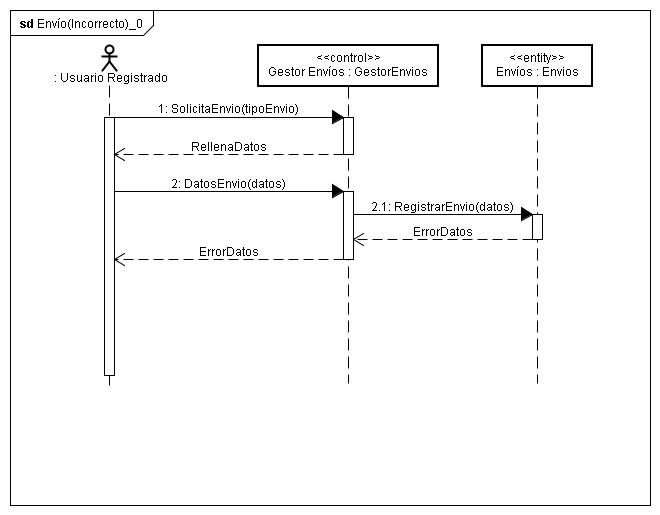 sd Envío(Incorrecto)_0
: Usuario Registrado
<<control>>
Gestor Envíos : GestorEnvios
<<entity>>
Envíos : Envios
1: SolicitaEnvio(tipoEnvio)
RellenaDatos
2: DatosEnvio(datos)
2.1: RegistrarEnvio(datos)
ErrorDatos
ErrorDatos